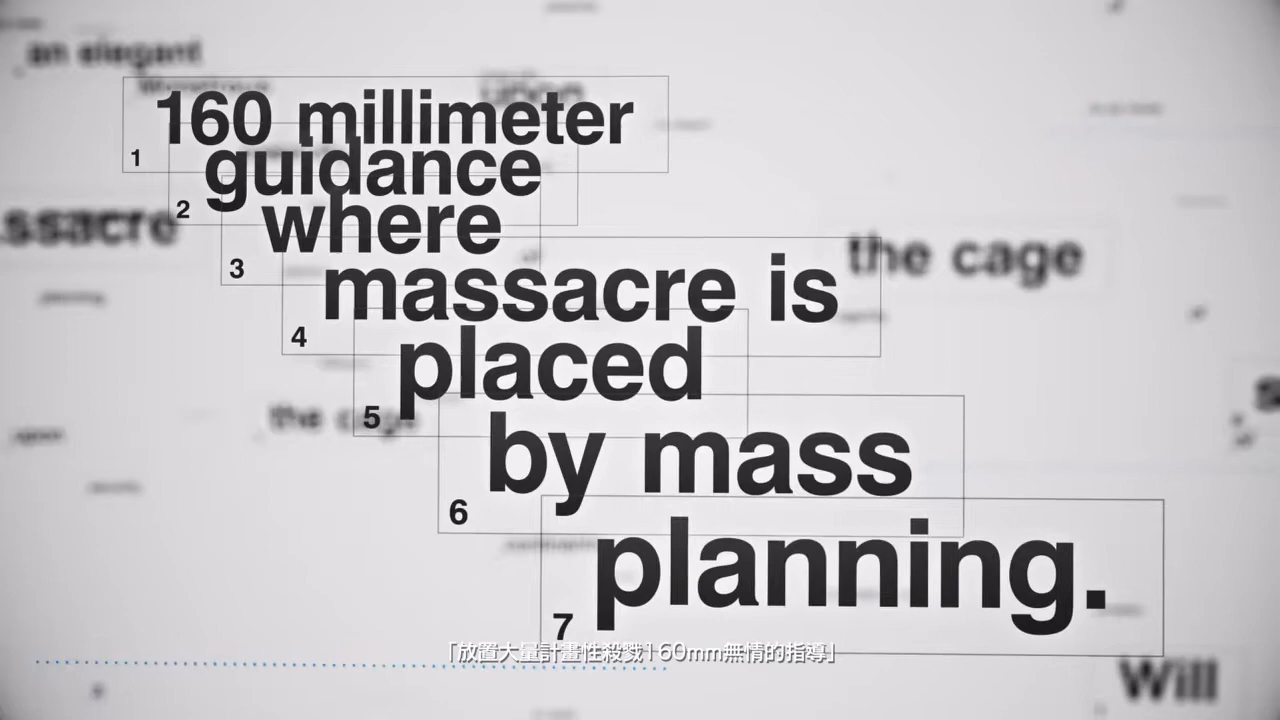 an elegant
upon
160 millimeter
1
guidance
2
where
ssacre
the cage
3
massacre is
4
placed
the cage
5
by mass
6
planning.
7
「放置大量計畫性殺戮160mm無情的指導」
Will